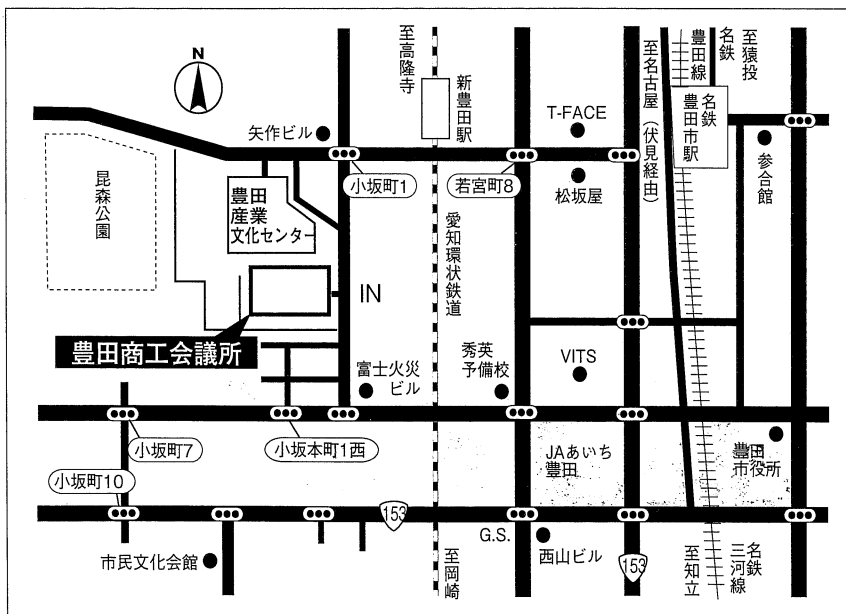 N
至高隆寺
新豊田駅
至名古屋（伏見経由）
名鉄
豊田線
至猿投
名鉄
豊田市駅
矢作ビル
T-FACE
参合館
小坂町1
若宮町8
松坂屋
昆森公園
豊田
産業
文化センター
愛知環状鉄道
IN
豊田商工会議所
富士火災
ビル
秀英
予備校
VITS
小坂町7
小坂本町1西
JAあいち
豊田
豊田
市役所
小坂町10
153
G.S.
西山ビル
153
市民文化会館
至岡崎
至知立
名鉄
三河線